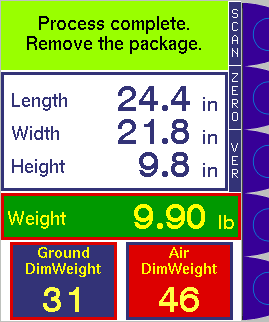 Process complete.
Remove the package.
Length 24.4 in
Width 21.8 in
Height 9.8 in
Weight 9.90 lb
Ground
DimWeight
31
Air
DimWeight
46
SCAN
ZERO
VER